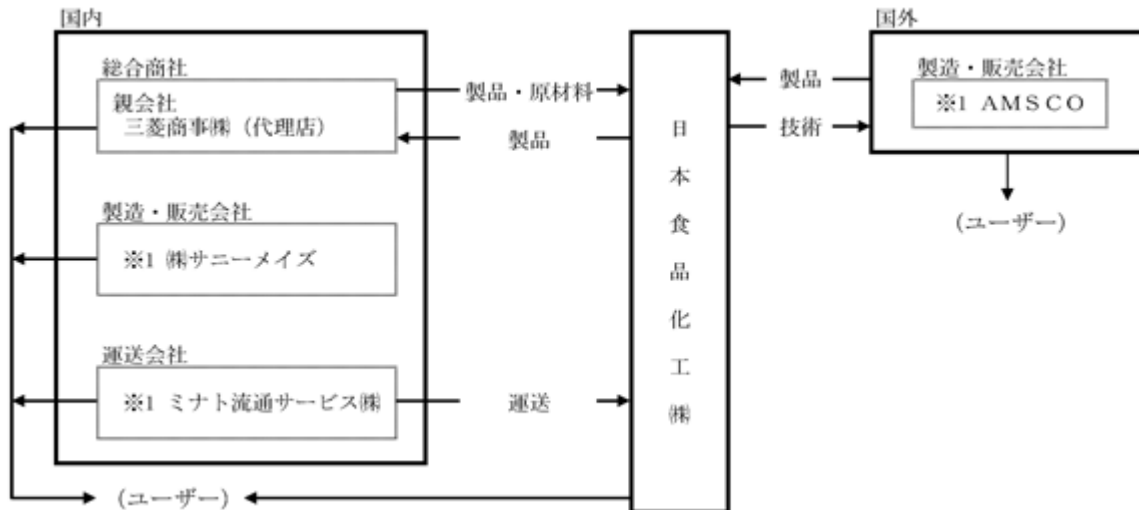 国内
総合商社
親会社
三菱商事㈱（代理店）
製造・販売会社
※1 ㈱サニーメイズ
運送会社
※1 ミナト流通サービス㈱
（ユーザー）
製品・原材料
製品
運送
日本食品化工㈱
製品
技術
国外
製造・販売会社
※1 ＡＭＳＣＯ
（ユーザー）